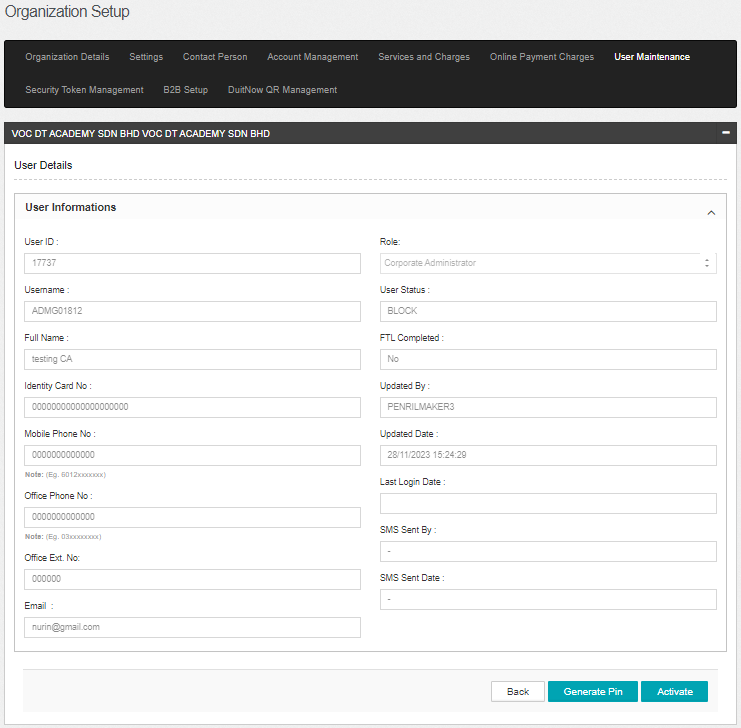 Organization Setup
Organization Details Settings Contact Person Account Management Services and Charges Online Payment Charges User Maintenance
Security Token Management B2B Setup DuitNow QR Management
VOC DT ACADEMY SDN BHD VOC DT ACADEMY SDN BHD
User Details
User Informations
User ID :
17737
Username :
ADMG01812
Full Name :
testing CA
Identity Card No :
00000000000000000000
Mobile Phone No :
0000000000000
Note: (Eg. 6012xxxxxxx)
Office Phone No :
0000000000000
Note: (Eg. 03xxxxxxxx)
Office Ext. No:
000000
Email :
nurin@gmail.com
Role:
Corporate Administrator
User Status :
BLOCK
FTL Completed :
No
Updated By :
PENRILMAKER3
Updated Date :
28/11/2023 15:24:29
Last Login Date :
SMS Sent By :
-
SMS Sent Date :
-
Back Generate Pin Activate